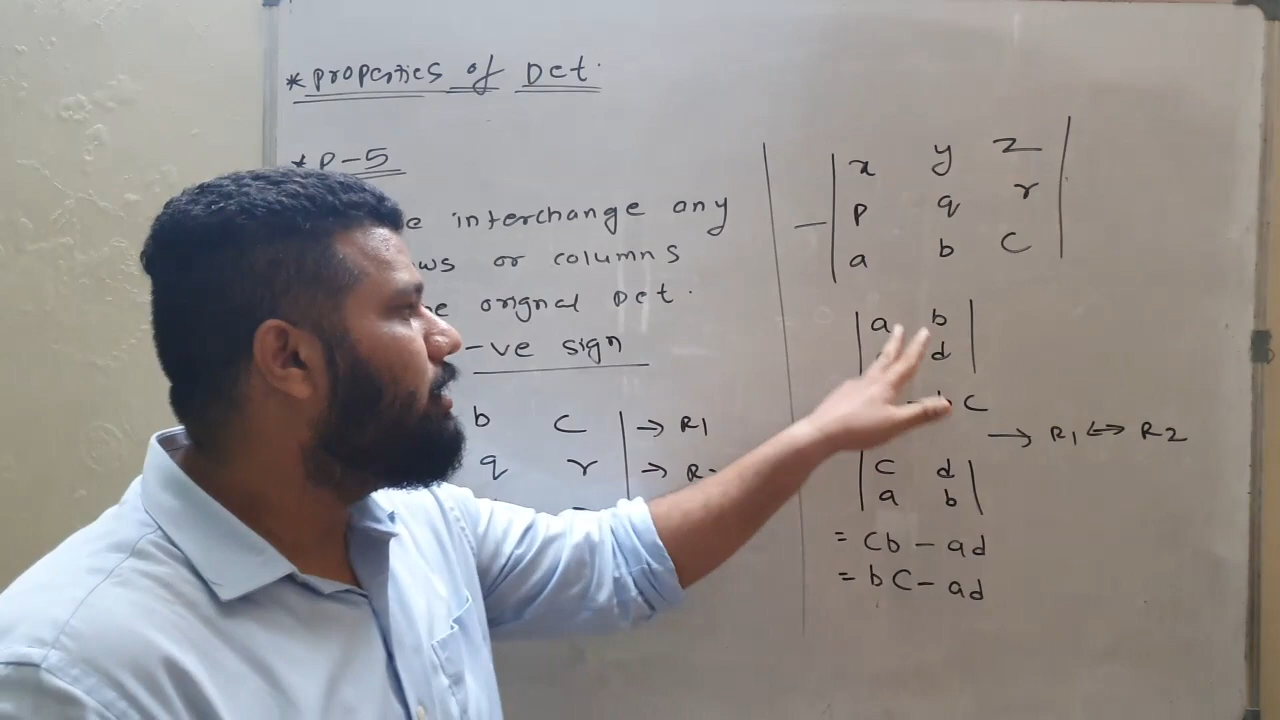 * properties of Det.
* P-5
interchange any
or columns
orignal Det.
-ve sign
b c → R1
q r →
x y z
— p q r
a b c
a b
d
c
→ R1 ↔ R2
c d
a b
= cb - ad
= bc - ad